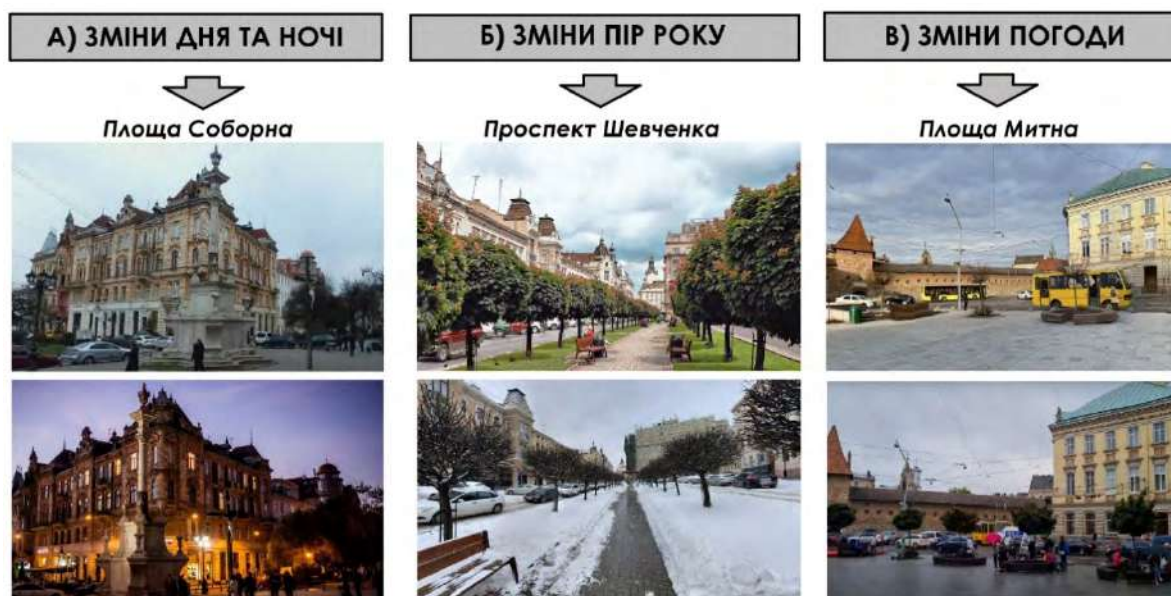 А) ЗМІНИ ДНЯ ТА НОЧІ
Площа Соборна
Б) ЗМІНИ ПІР РОКУ
Проспект Шевченка
В) ЗМІНИ ПОГОДИ
Площа Митна